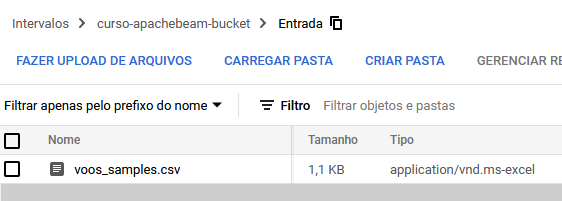 Intervalos > curso-apachebeam-bucket > Entrada
FAZER UPLOAD DE ARQUIVOS CARREGAR PASTA CRIAR PASTA GERENCIAR RE
Filtrar apenas pelo prefixo do nome Filtro Filtrar objetos e pastas
Nome Tamanho Tipo
voos_samples.csv 1,1 KB application/vnd.ms-excel